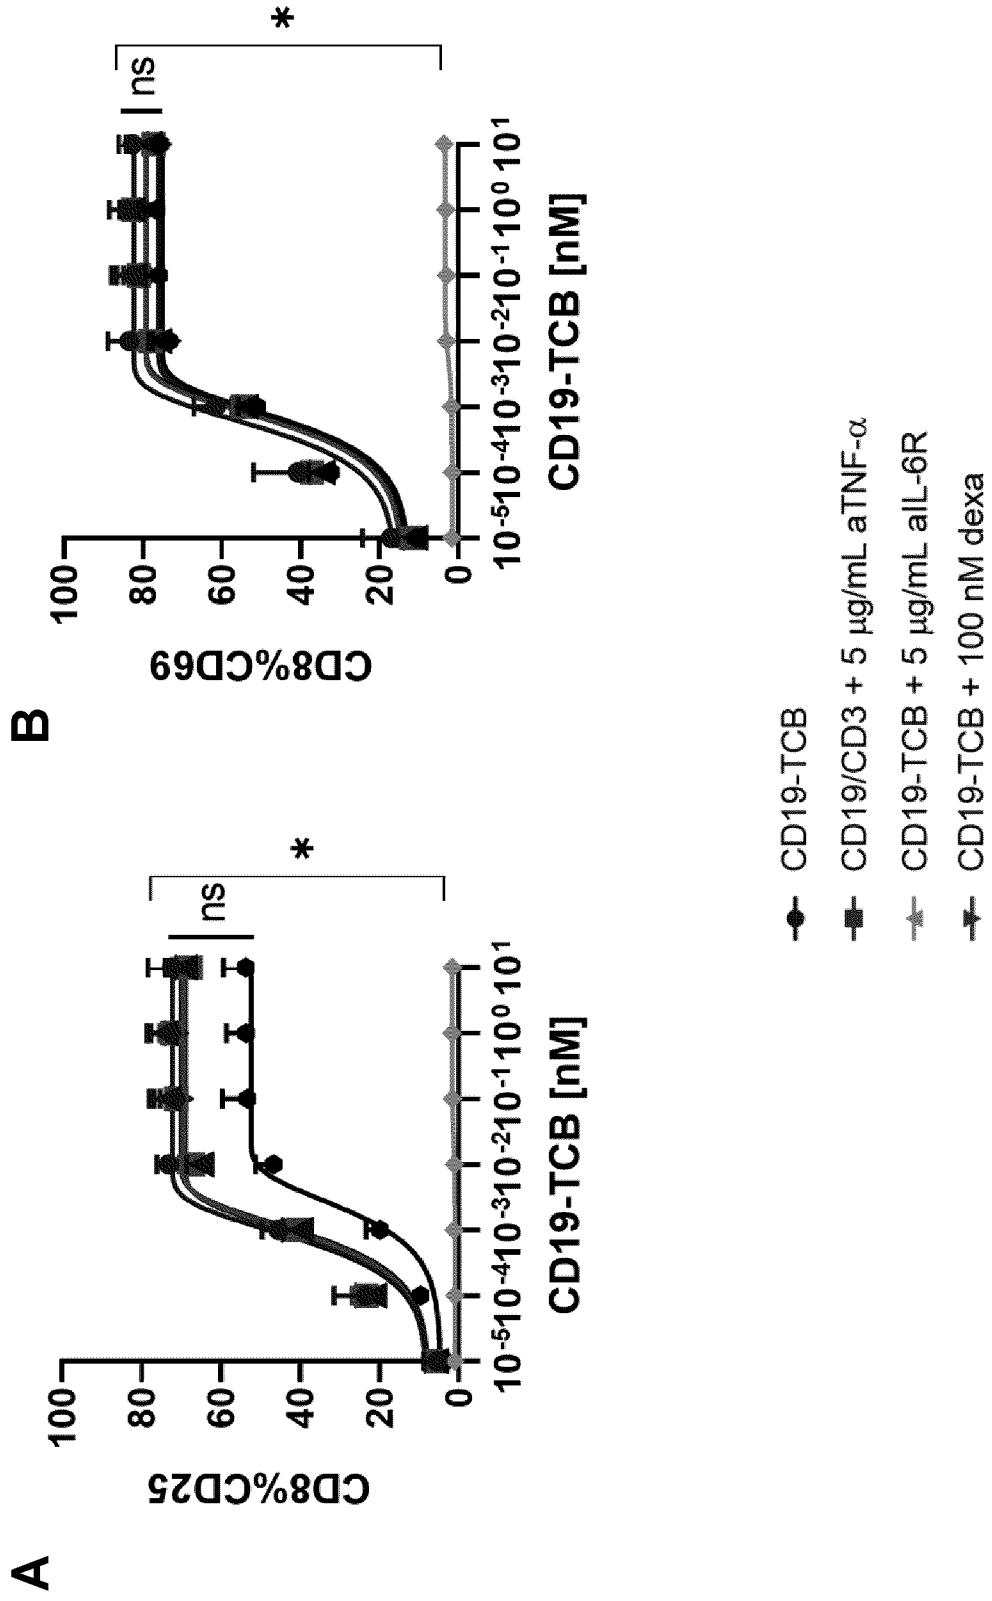 A
CD8%CD25
100
80
60
40
20
0
10⁻⁵ 10⁻⁴ 10⁻³ 10⁻² 10⁻¹ 10⁰ 10¹
CD19-TCB [nM]
ns
*
B
CD8%CD69
100
80
60
40
20
0
10⁻⁵ 10⁻⁴ 10⁻³ 10⁻² 10⁻¹ 10⁰ 10¹
CD19-TCB [nM]
ns
*
CD19-TCB
CD19/CD3 + 5 µg/mL aTNF-α
CD19-TCB + 5 µg/mL aIL-6R
CD19-TCB + 100 nM dexa